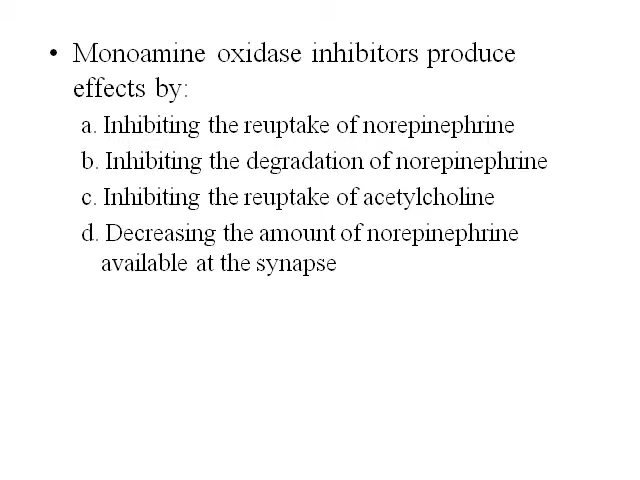 • Monoamine oxidase inhibitors produce
effects by:
a. Inhibiting the reuptake of norepinephrine
b. Inhibiting the degradation of norepinephrine
c. Inhibiting the reuptake of acetylcholine
d. Decreasing the amount of norepinephrine
available at the synapse